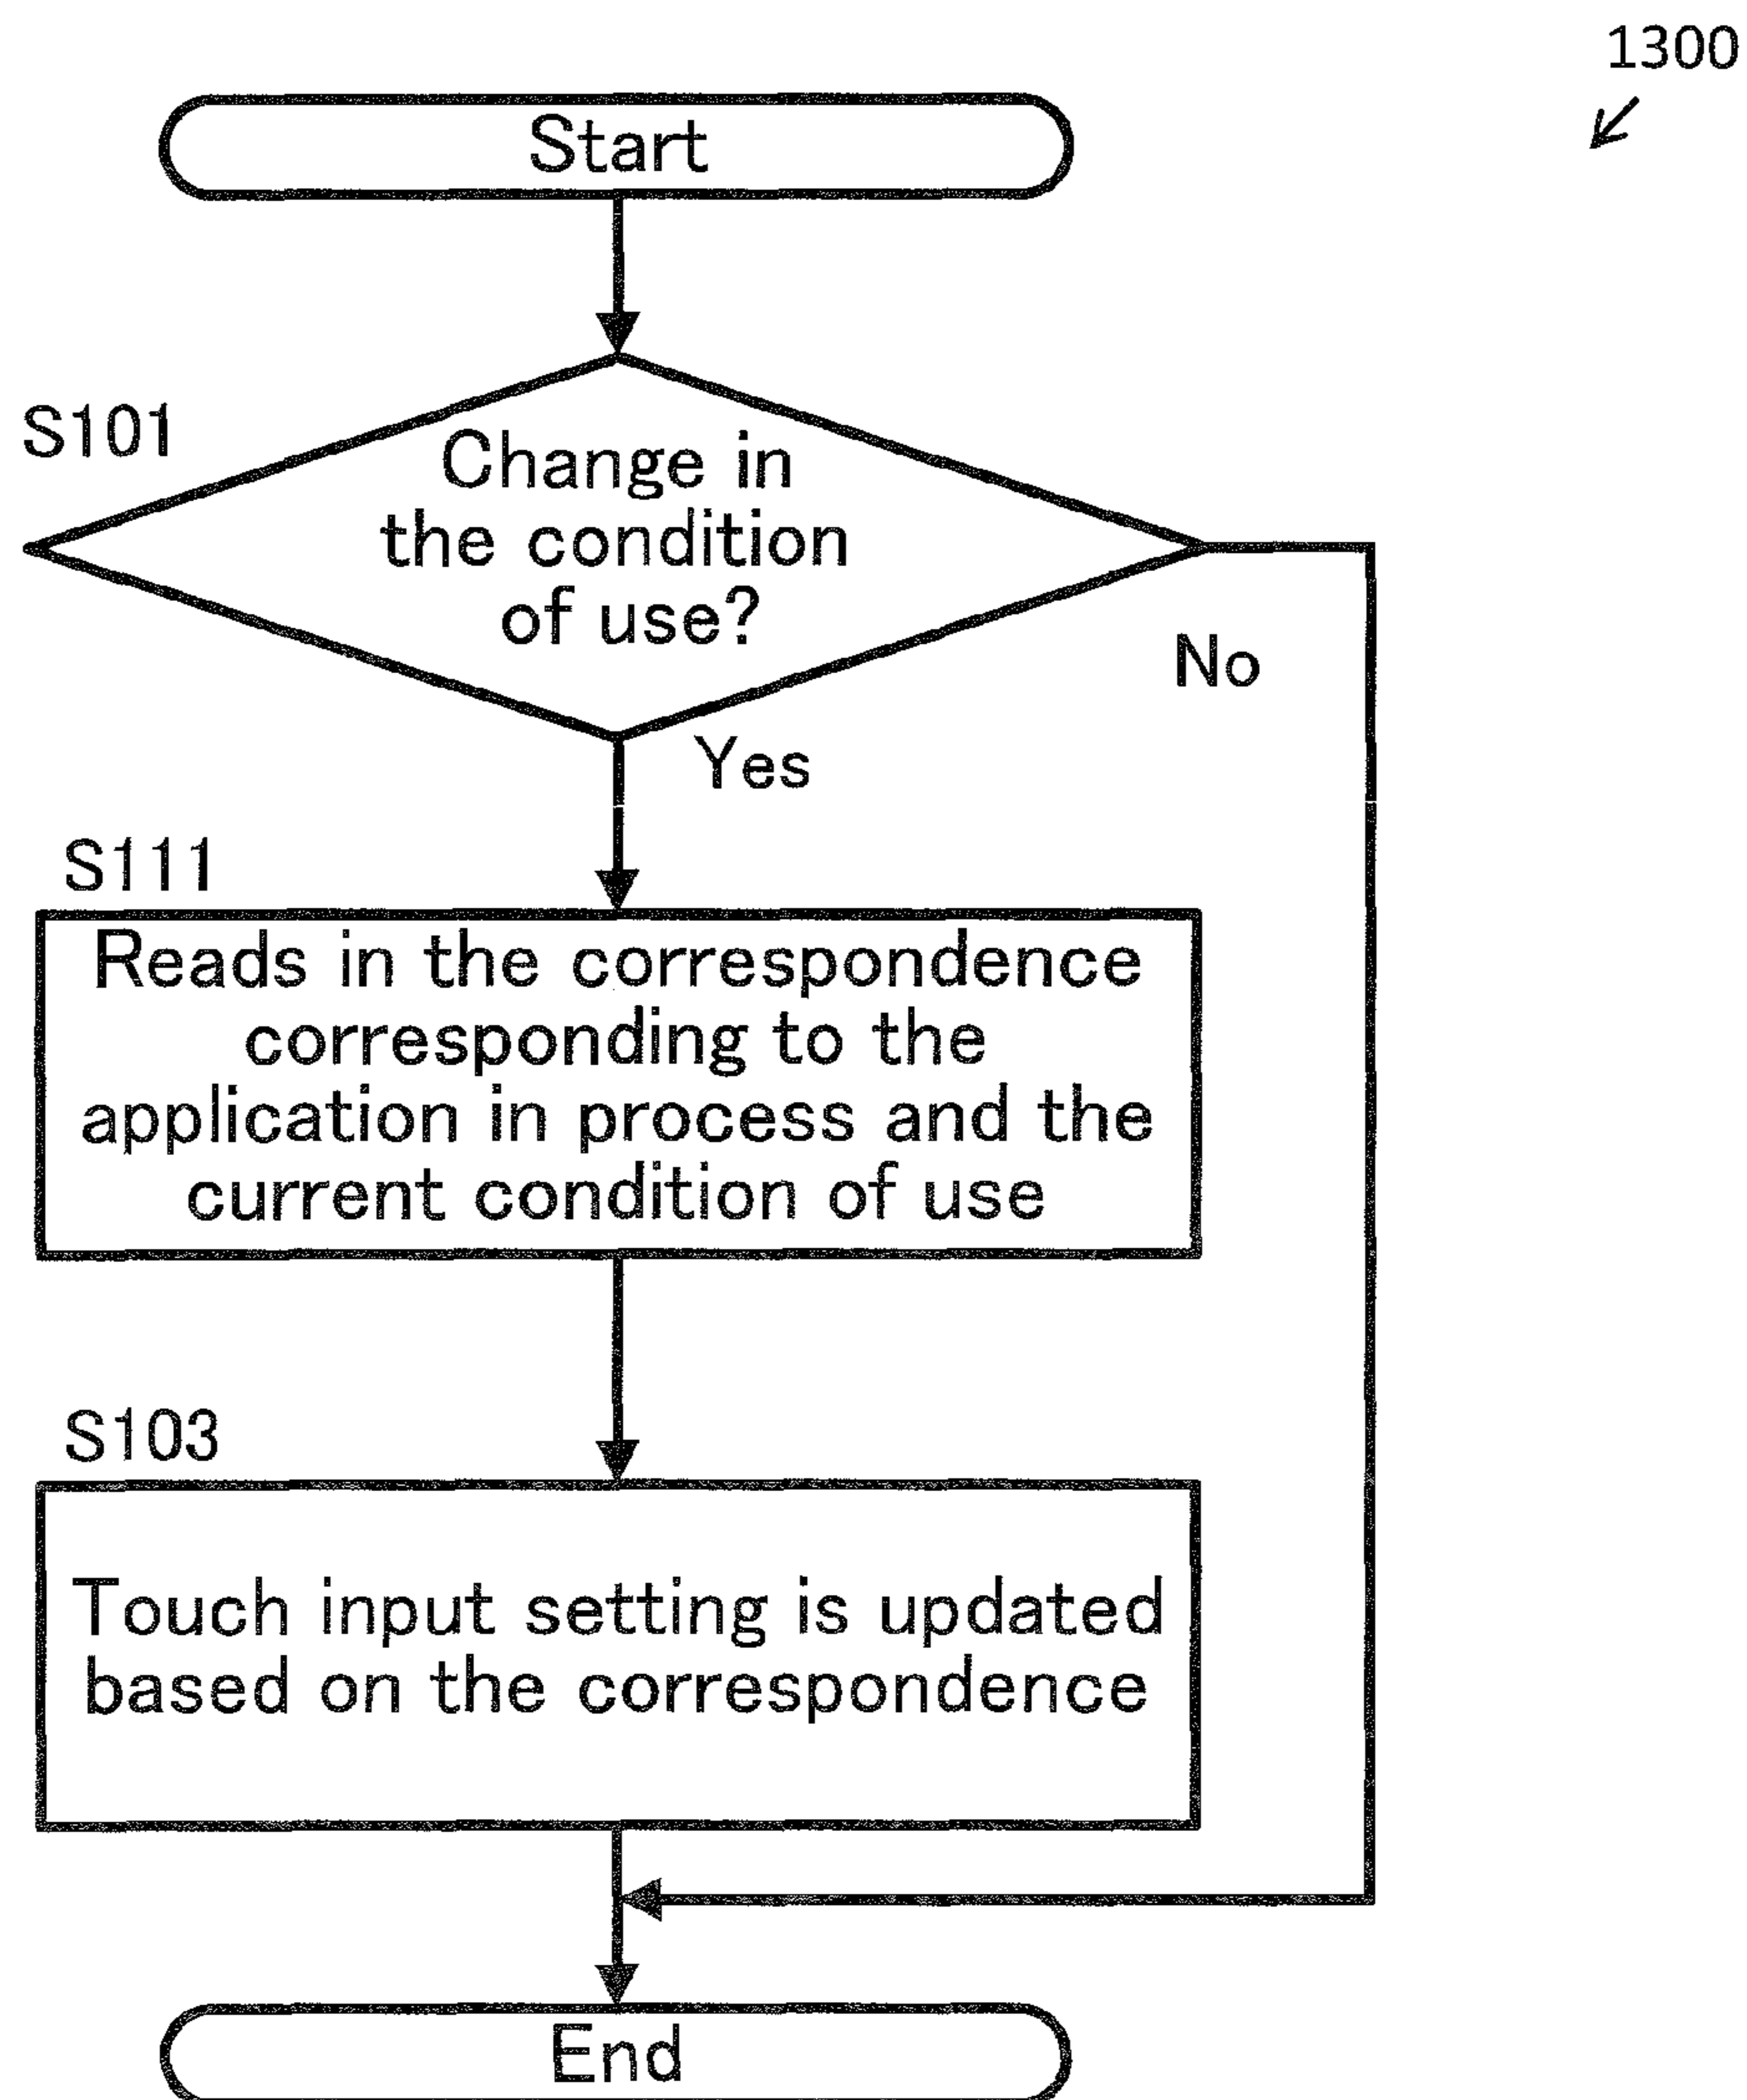 1300
Start
S101
Change in
the condition
of use?
No
Yes
S111
Reads in the correspondence
corresponding to the
application in process and the
current condition of use
S103
Touch input setting is updated
based on the correspondence
End